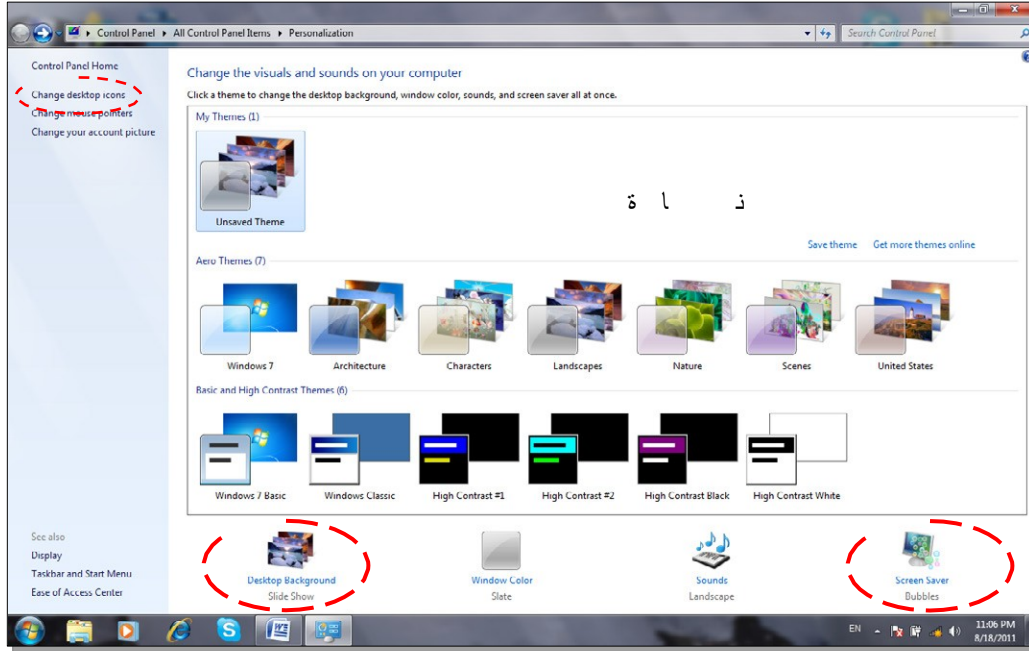 Control Panel ▸ All Control Panel Items ▸ Personalization
Search Control Panel
Control Panel Home
Change desktop icons
Change mouse pointers
Change your account picture
Change the visuals and sounds on your computer
Click a theme to change the desktop background, window color, sounds, and screen saver all at once.
My Themes (1)
Unsaved Theme
ة ا ن
Save theme Get more themes online
Aero Themes (7)
Windows 7 Architecture Characters Landscapes Nature Scenes United States
Basic and High Contrast Themes (6)
Windows 7 Basic Windows Classic High Contrast #1 High Contrast #2 High Contrast Black High Contrast White
See also
Display
Taskbar and Start Menu
Ease of Access Center
Desktop Background
Slide Show
Window Color
Slate
Sounds
Landscape
Screen Saver
Bubbles
EN
11:06 PM
8/18/2011